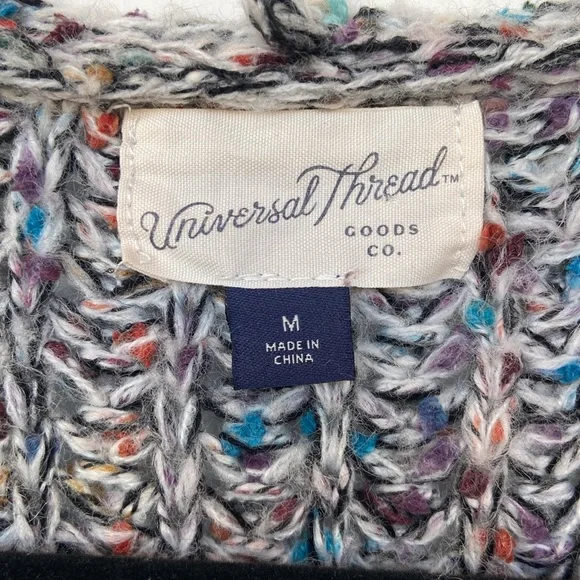 Universal Thread™
GOODS
CO.
M
MADE IN
CHINA